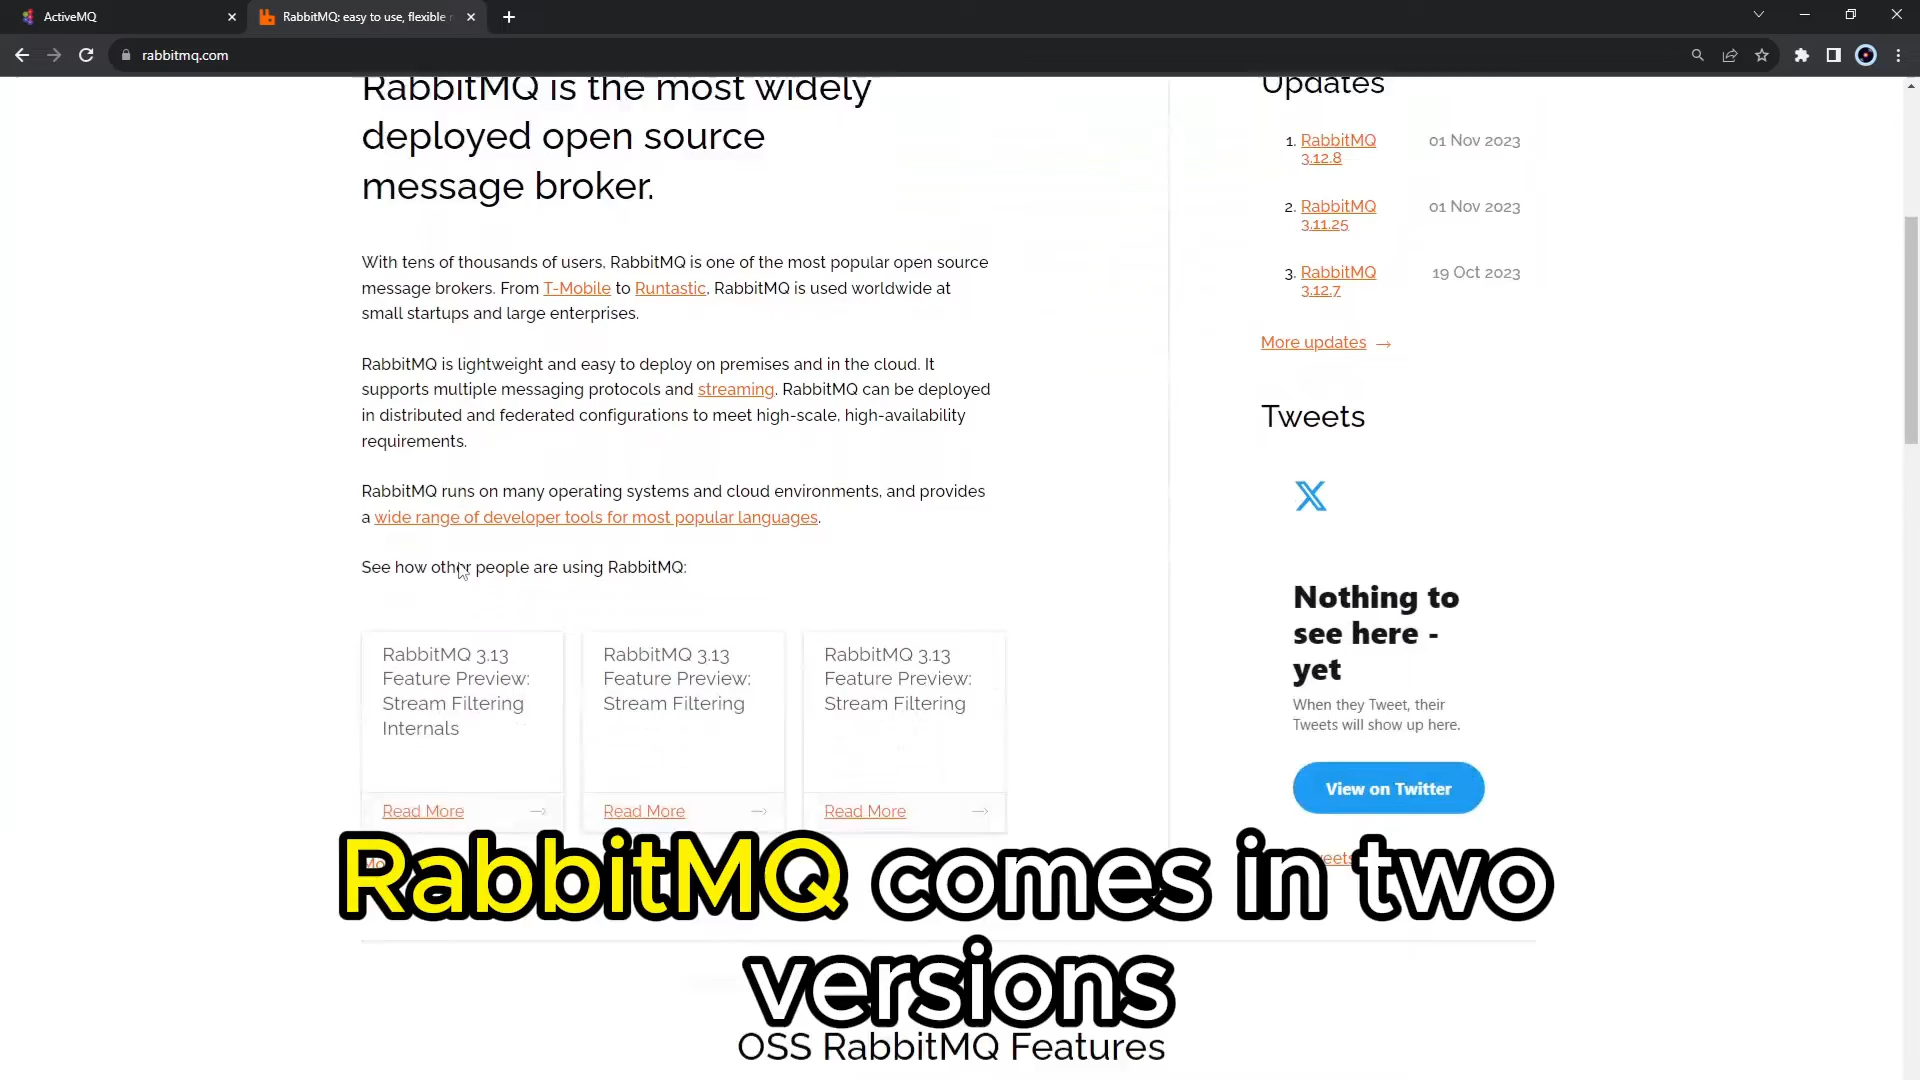 ActiveMQ
RabbitMQ: easy to use, flexible
rabbitmq.com
RabbitMQ is the most widely
deployed open source
message broker.
With tens of thousands of users, RabbitMQ is one of the most popular open source
message brokers. From T-Mobile to Runtastic, RabbitMQ is used worldwide at
small startups and large enterprises.
RabbitMQ is lightweight and easy to deploy on premises and in the cloud. It
supports multiple messaging protocols and streaming. RabbitMQ can be deployed
in distributed and federated configurations to meet high-scale, high-availability
requirements.
RabbitMQ runs on many operating systems and cloud environments, and provides
a wide range of developer tools for most popular languages.
See how other people are using RabbitMQ:
RabbitMQ 3.13
Feature Preview:
Stream Filtering
Internals
Read More →
RabbitMQ 3.13
Feature Preview:
Stream Filtering
Read More →
RabbitMQ 3.13
Feature Preview:
Stream Filtering
Read More →
Updates
1. RabbitMQ 01 Nov 2023
3.12.8
2. RabbitMQ 01 Nov 2023
3.11.25
3. RabbitMQ 19 Oct 2023
3.12.7
More updates →
Tweets
Nothing to
see here -
yet
When they Tweet, their
Tweets will show up here.
View on Twitter
RabbitMQ comes in two
versions
OSS RabbitMQ Features